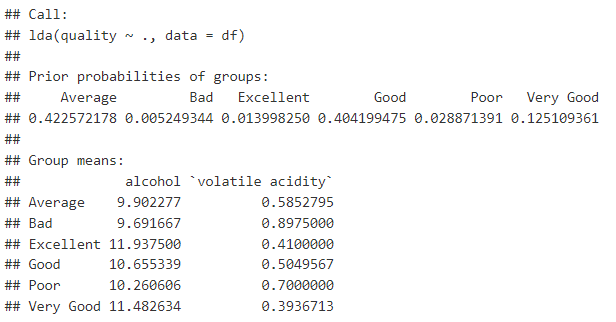 ## Call:
## lda(quality ~ ., data = df)
##
## Prior probabilities of groups:
##     Average         Bad   Excellent        Good        Poor   Very Good
## 0.422572178 0.005249344 0.013998250 0.404199475 0.028871391 0.125109361
##
## Group means:
##             alcohol `volatile acidity`
## Average    9.902277          0.5852795
## Bad        9.691667          0.8975000
## Excellent 11.937500          0.4100000
## Good      10.655339          0.5049567
## Poor      10.260606          0.7000000
## Very Good 11.482634          0.3936713